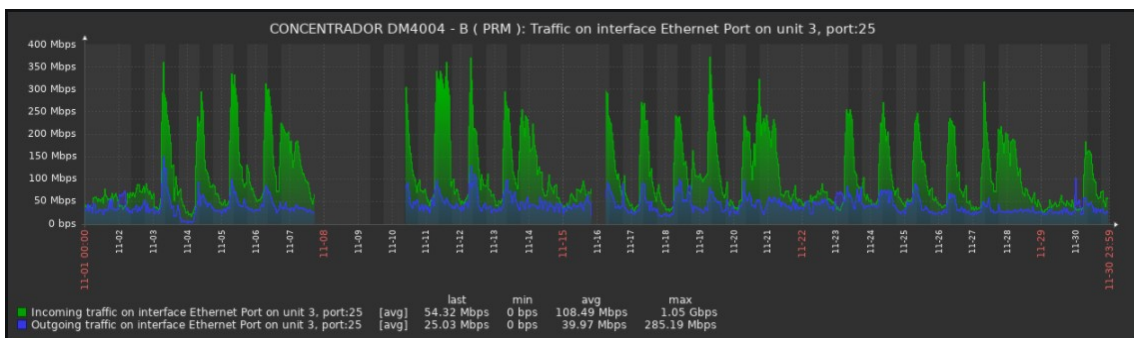 CONCENTRADOR DM4004 - B ( PRM ): Traffic on interface Ethernet Port on unit 3, port:25
400 Mbps
350 Mbps
300 Mbps
250 Mbps
200 Mbps
150 Mbps
100 Mbps
50 Mbps
0 bps
11-01 00:00
11-02
11-03
11-04
11-05
11-06
11-07
11-08
11-09
11-10
11-11
11-12
11-13
11-14
11-15
11-16
11-17
11-18
11-19
11-20
11-21
11-22
11-23
11-24
11-25
11-26
11-27
11-28
11-29
11-30
11-30 23:59
last min avg max
Incoming traffic on interface Ethernet Port on unit 3, port:25 [avg] 54.32 Mbps 0 bps 108.49 Mbps 1.05 Gbps
Outgoing traffic on interface Ethernet Port on unit 3, port:25 [avg] 25.03 Mbps 0 bps 39.97 Mbps 285.19 Mbps